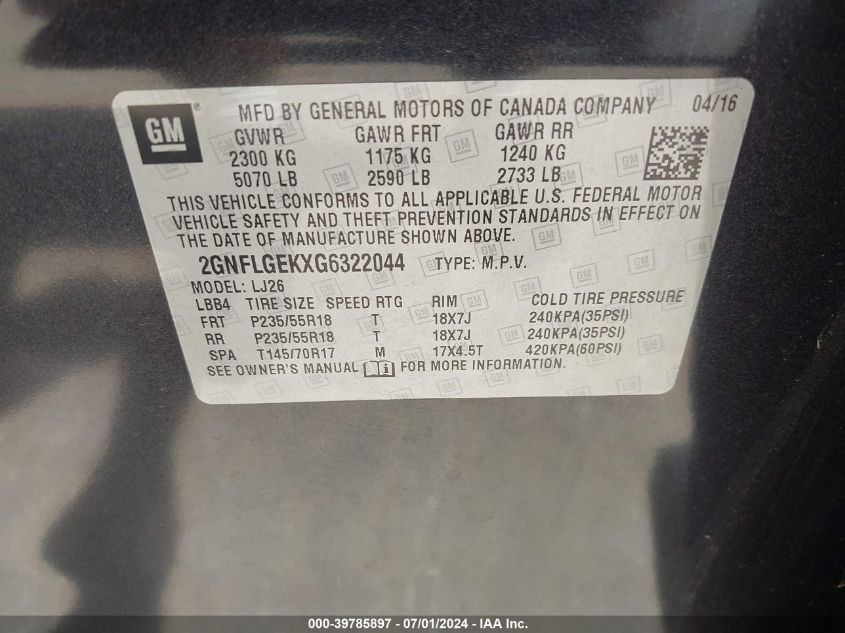 GM ® MFD BY GENERAL MOTORS OF CANADA COMPANY 04/16
GVWR GAWR FRT GAWR RR
2300 KG 1175 KG 1240 KG
5070 LB 2590 LB 2733 LB
THIS VEHICLE CONFORMS TO ALL APPLICABLE U.S. FEDERAL MOTOR
VEHICLE SAFETY AND THEFT PREVENTION STANDARDS IN EFFECT ON
THE DATE OF MANUFACTURE SHOWN ABOVE.
2GNFLGEKXG6322044 TYPE: M.P.V.
MODEL: LJ26
LBB4 TIRE SIZE SPEED RTG RIM COLD TIRE PRESSURE
FRT P235/55R18 T 18X7J 240KPA(35PSI)
RR P235/55R18 T 18X7J 240KPA(35PSI)
SPA T145/70R17 M 17X4.5T 420KPA(60PSI)
SEE OWNER'S MANUAL FOR MORE INFORMATION.
000-39785897 - 07/01/2024 - IAA Inc.